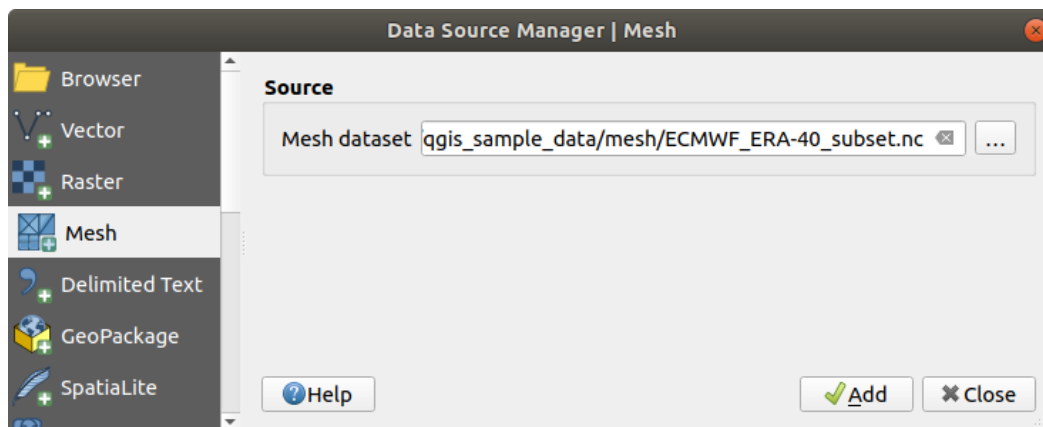 Data Source Manager | Mesh
Browser
Vector
Raster
Mesh
Delimited Text
GeoPackage
SpatiaLite
Source
Mesh dataset qgis_sample_data/mesh/ECMWF_ERA-40_subset.nc ...
Help
Add
Close